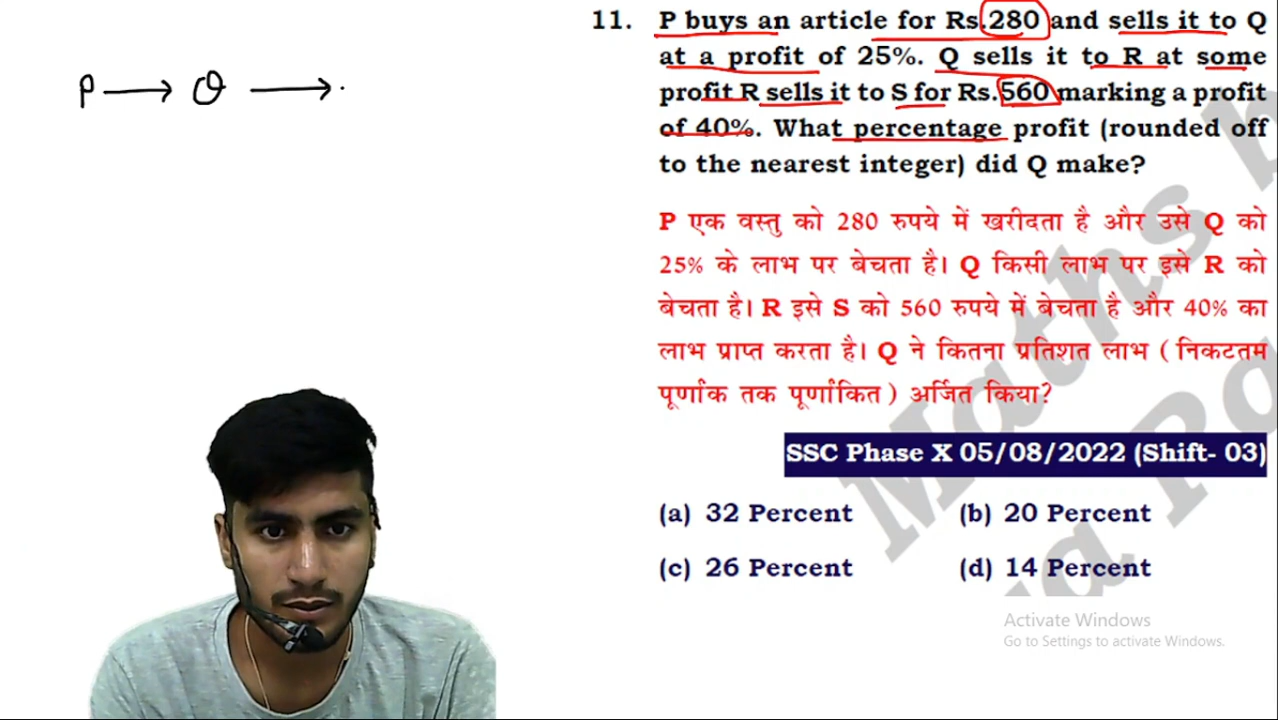 P → Q →
11. P buys an article for Rs.280 and sells it to Q
at a profit of 25%. Q sells it to R at some
profit R sells it to S for Rs.560 marking a profit
of 40%. What percentage profit (rounded off
to the nearest integer) did Q make?
P एक वस्तु को 280 रुपये में खरीदता है और उसे Q को
25% के लाभ पर बेचता है। Q किसी लाभ पर इसे R को
बेचता है। R इसे S को 560 रुपये में बेचता है और 40% का
लाभ प्राप्त करता है। Q ने कितना प्रतिशत लाभ ( निकटतम
पूर्णांक तक पूर्णांकित ) अर्जित किया?
SSC Phase X 05/08/2022 (Shift- 03)
(a) 32 Percent (b) 20 Percent
(c) 26 Percent (d) 14 Percent
Activate Windows
Go to Settings to activate Windows.